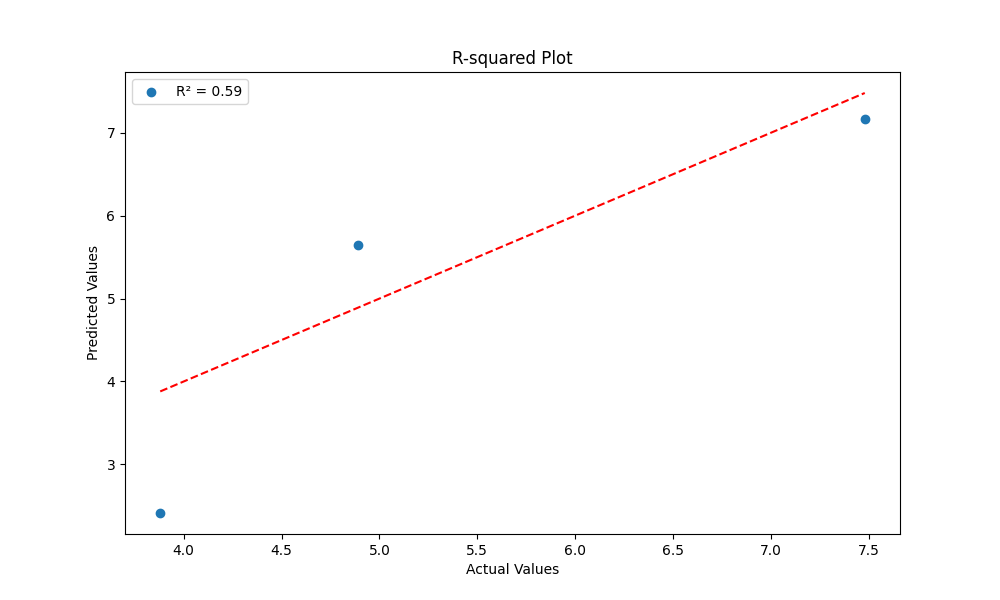 R-squared Plot
R² = 0.59
7
6
5
4
3
Predicted Values
4.0 4.5 5.0 5.5 6.0 6.5 7.0 7.5
Actual Values